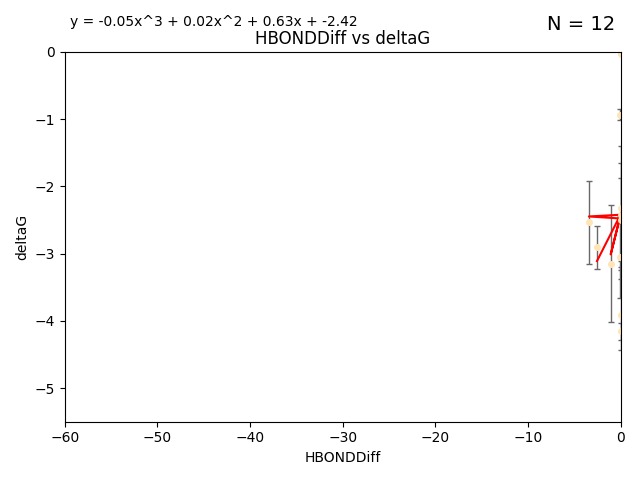 y = -0.05x^3 + 0.02x^2 + 0.63x + -2.42
N = 12
HBONDDiff vs deltaG
0
−1
−2
−3
−4
−5
deltaG
−60
−50
−40
−30
−20
−10
0
HBONDDiff